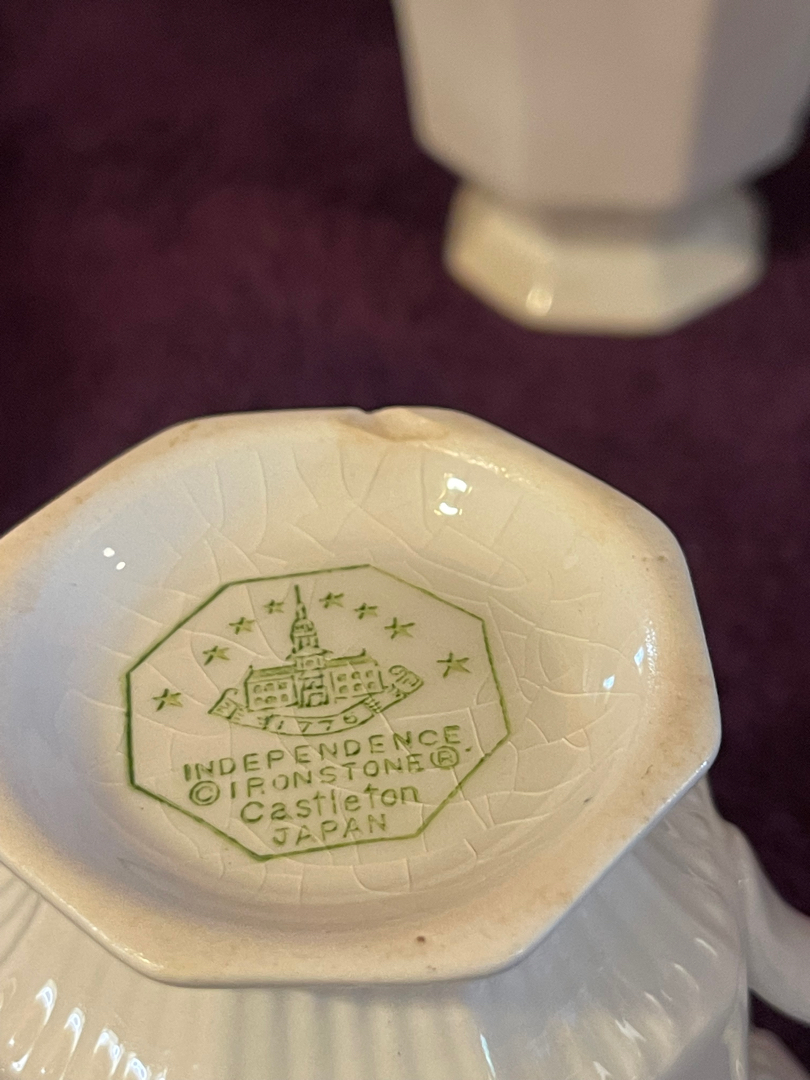 1776
INDEPENDENCE
© IRONSTONE ®
Castleton
JAPAN